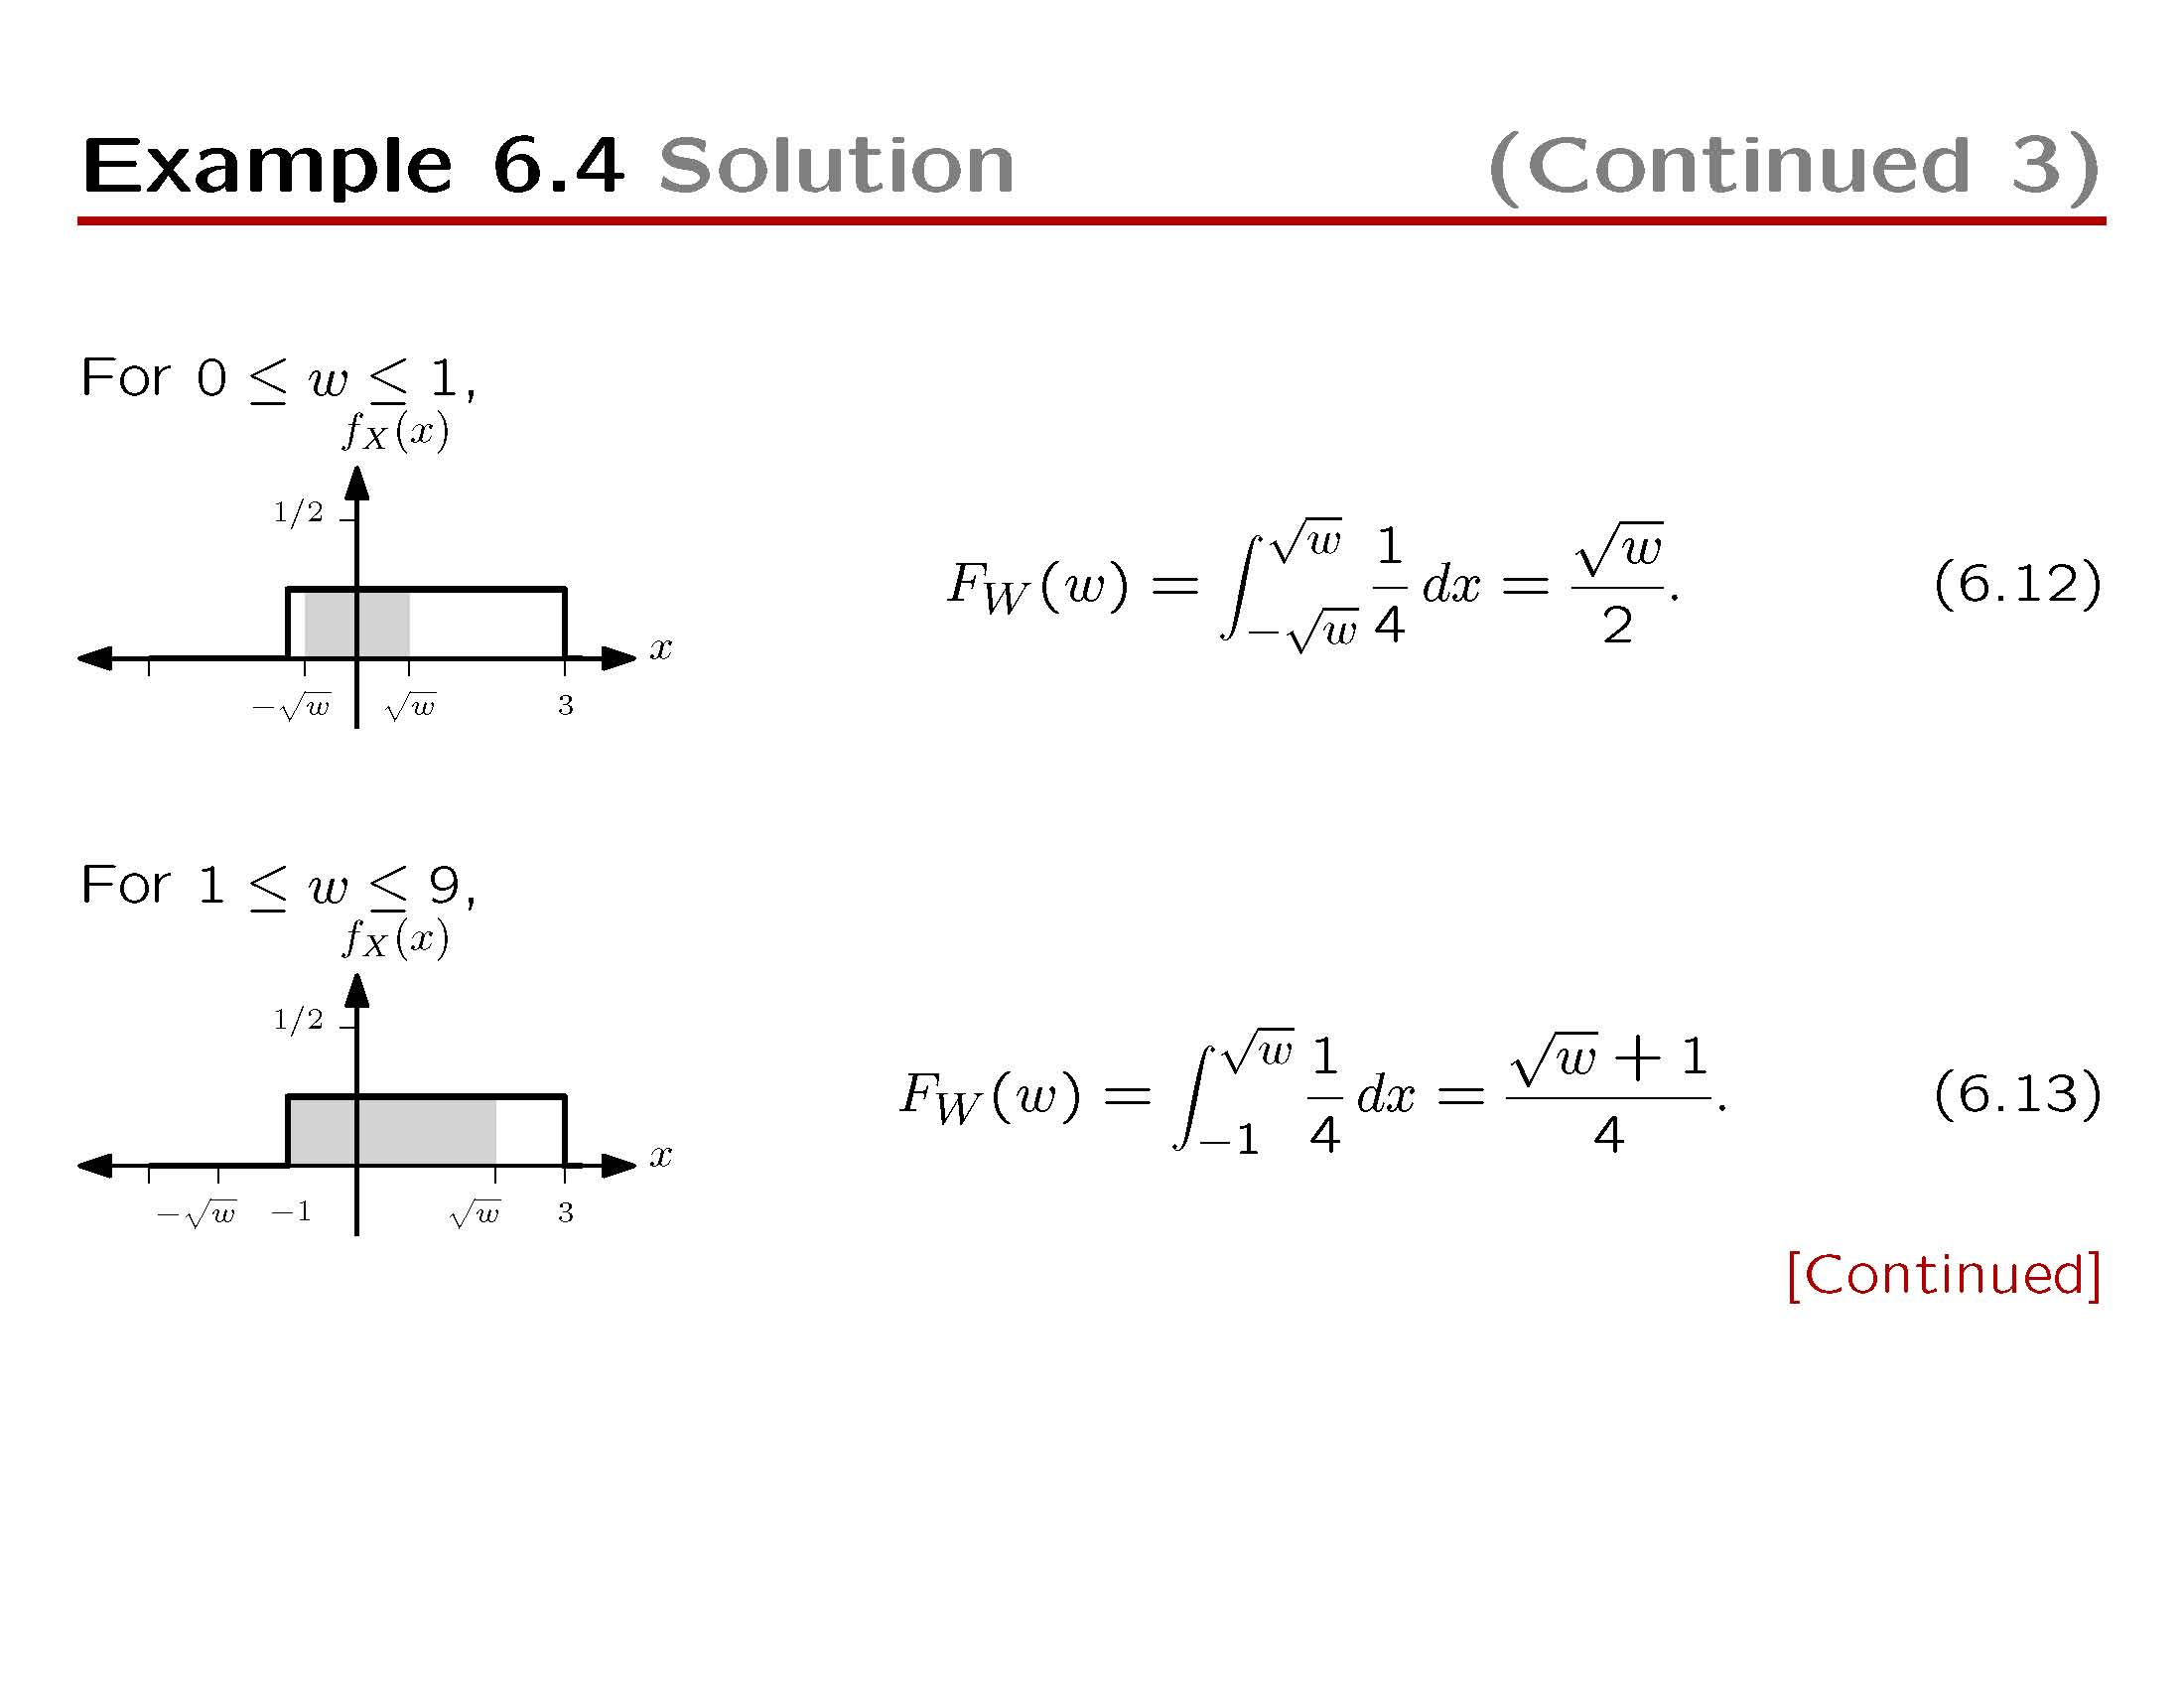 Example 6.4 Solution (Continued 3)
For 0 ≤ w ≤ 1,
f_X(x)
1/2
x
−√w √w 3
F_W(w) = ∫_{−√w}^{√w} 1/4 dx = √w/2. (6.12)
For 1 ≤ w ≤ 9,
f_X(x)
1/2
x
−√w −1 √w 3
F_W(w) = ∫_{−1}^{√w} 1/4 dx = (√w + 1)/4. (6.13)
[Continued]